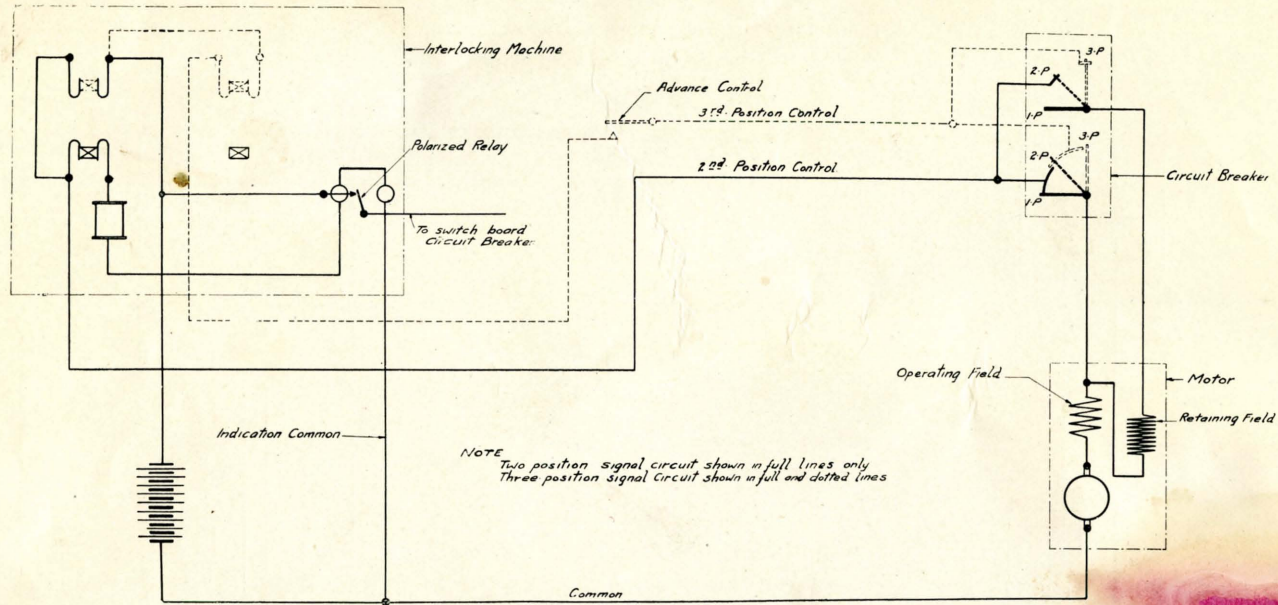 Interlocking Machine
3·P
2·P
1·P
Advance Control
3rd Position Control
Polarized Relay
2nd Position Control
3·P
2·P
1·P
Circuit Breaker
To switch board
Circuit Breaker
Operating Field
Motor
Retaining Field
Indication Common
NOTE
Two position signal circuit shown in full lines only
Three position signal Circuit shown in full and dotted lines
Common